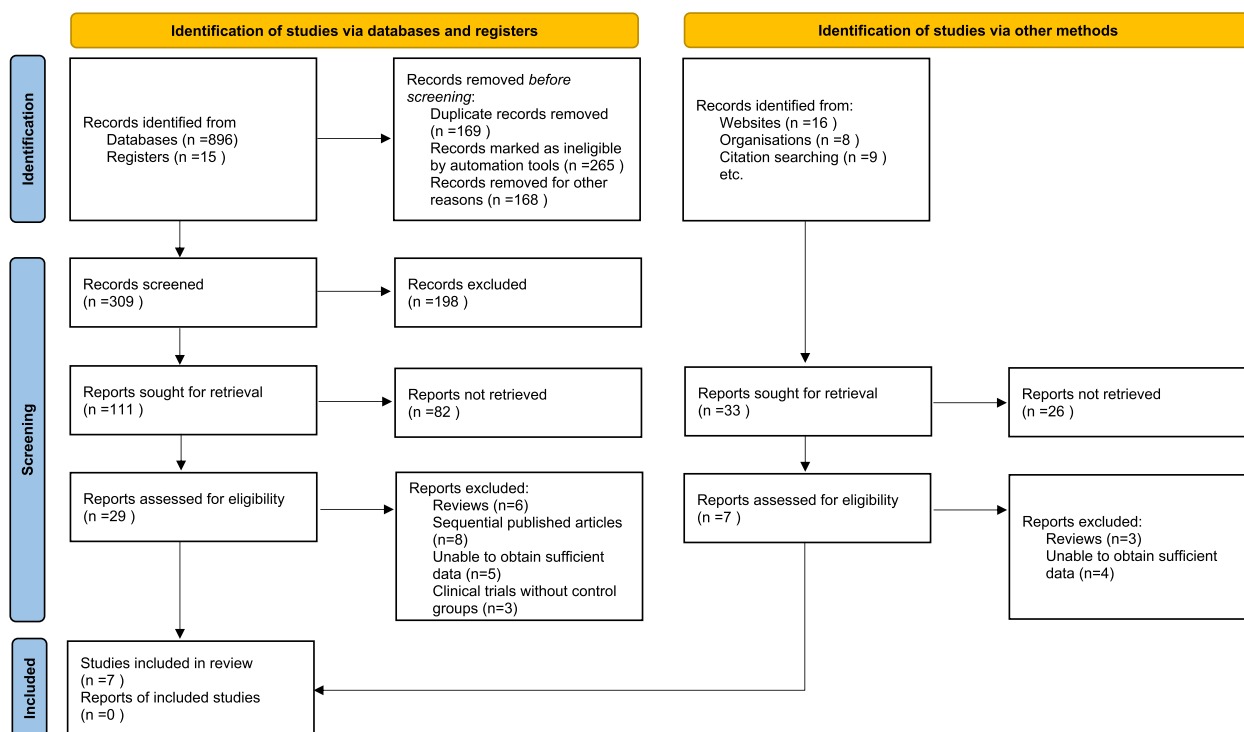 Identification of studies via databases and registers
Identification of studies via other methods
Identification
Records identified from
Databases (n =896)
Registers (n =15 )
Records removed before
screening:
Duplicate records removed
(n =169 )
Records marked as ineligible
by automation tools (n =265 )
Records removed for other
reasons (n =168 )
Records identified from:
Websites (n =16 )
Organisations (n =8 )
Citation searching (n =9 )
etc.
Screening
Records screened
(n =309 )
Records excluded
(n =198 )
Reports sought for retrieval
(n =111 )
Reports not retrieved
(n =82 )
Reports sought for retrieval
(n =33 )
Reports not retrieved
(n =26 )
Reports assessed for eligibility
(n =29 )
Reports excluded:
Reviews (n=6)
Sequential published articles
(n=8)
Unable to obtain sufficient
data (n=5)
Clinical trials without control
groups (n=3)
Reports assessed for eligibility
(n =7 )
Reports excluded:
Reviews (n=3)
Unable to obtain sufficient
data (n=4)
Included
Studies included in review
(n =7 )
Reports of included studies
(n =0 )